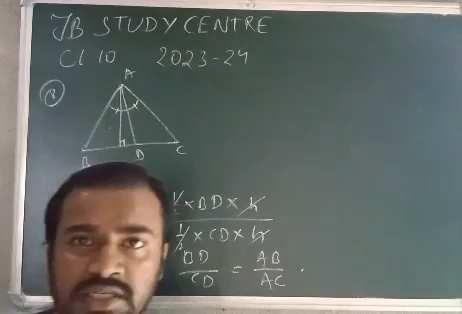 JB STUDY CENTRE
Cl 10 2023-24
A
B D C
1/2 × BD × h
1/2 × CD × h
BD/CD = AB/AC .